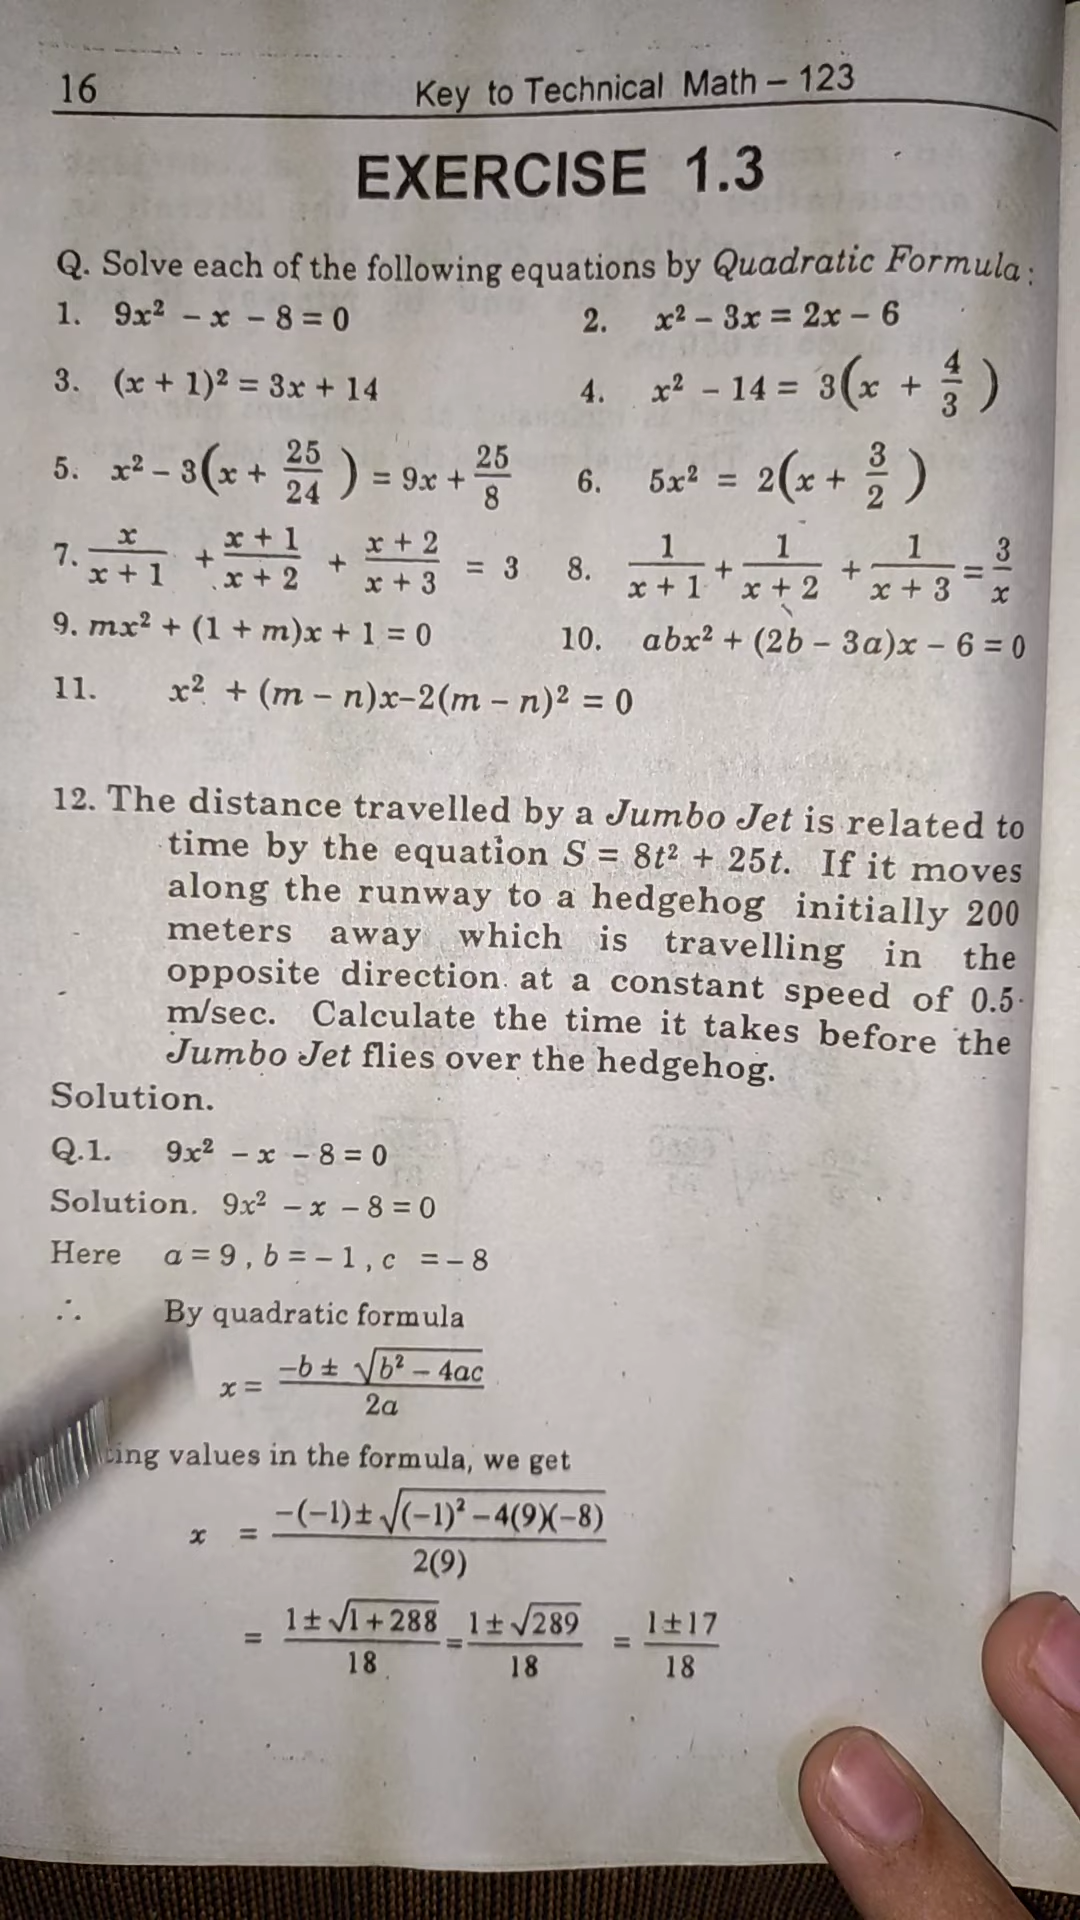 16 Key to Technical Math – 123
EXERCISE 1.3
Q. Solve each of the following equations by Quadratic Formula:
1. 9x² – x – 8 = 0 2. x² – 3x = 2x – 6
3. (x + 1)² = 3x + 14 4. x² – 14 = 3(x + 4/3)
5. x² – 3(x + 25/24) = 9x + 25/8 6. 5x² = 2(x + 3/2)
7. x/(x + 1) + (x + 1)/(x + 2) + (x + 2)/(x + 3) = 3 8. 1/(x + 1) + 1/(x + 2) + 1/(x + 3) = 3/x
9. mx² + (1 + m)x + 1 = 0 10. abx² + (2b – 3a)x – 6 = 0
11. x² + (m – n)x–2(m – n)² = 0
12. The distance travelled by a Jumbo Jet is related to
time by the equation S = 8t² + 25t. If it moves
along the runway to a hedgehog initially 200
meters away which is travelling in the
opposite direction at a constant speed of 0.5
m/sec. Calculate the time it takes before the
Jumbo Jet flies over the hedgehog.
Solution.
Q.1. 9x² – x – 8 = 0
Solution. 9x² – x – 8 = 0
Here a = 9 , b = – 1 , c = – 8
∴ By quadratic formula
x = (–b ± √(b² – 4ac))/2a
values in the formula, we get
x = (–(–1) ± √((–1)² – 4(9)(–8)))/2(9)
= (1 ± √(1 + 288))/18 = (1 ± √289)/18 = (1 ± 17)/18